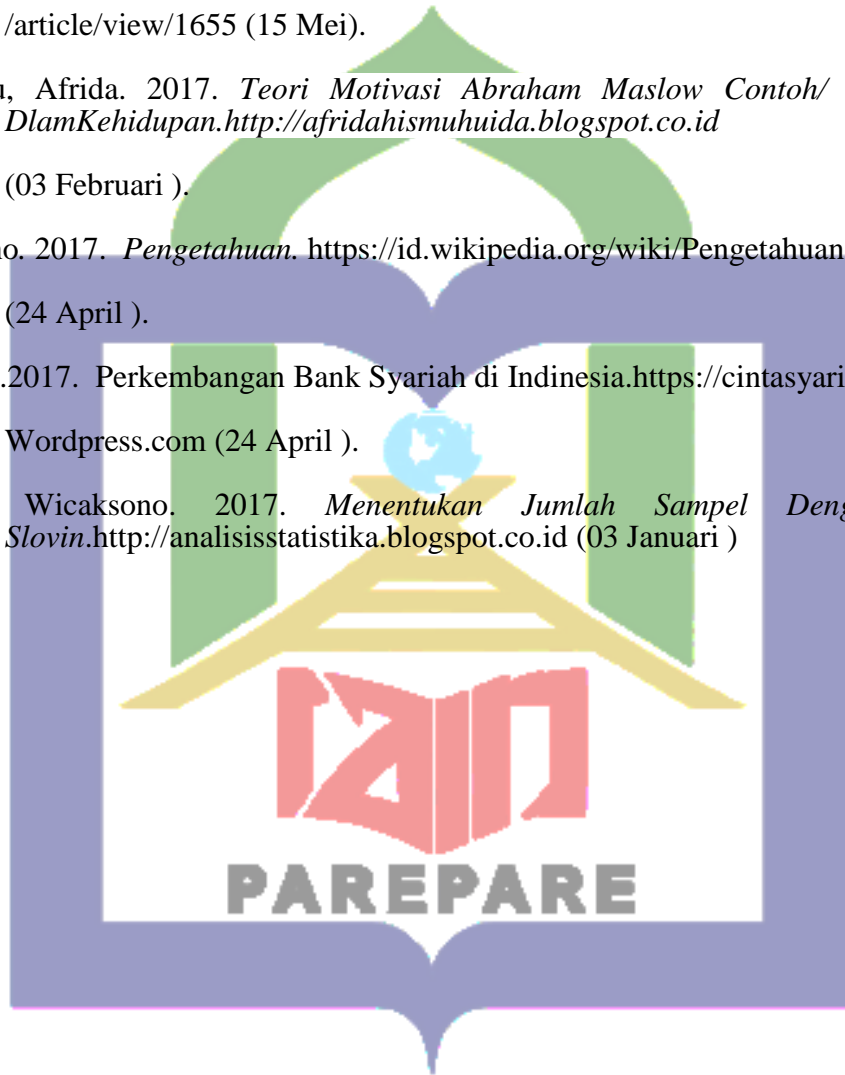 /article/view/1655 (15 Mei).
u, Afrida. 2017. Teori Motivasi Abraham Maslow Contoh/
DlamKehidupan.http://afridahismuhuida.blogspot.co.id
(03 Februari ).
no. 2017. Pengetahuan. https://id.wikipedia.org/wiki/Pengetahuan
(24 April ).
.2017. Perkembangan Bank Syariah di Indinesia.https://cintasyari
Wordpress.com (24 April ).
Wicaksono. 2017. Menentukan Jumlah Sampel Deng
Slovin.http://analisisstatistika.blogspot.co.id (03 Januari )
iain
PAREPARE